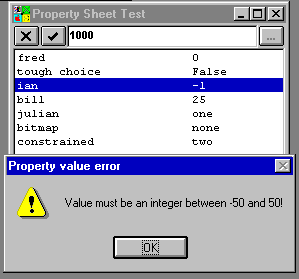 Property Sheet Test
1000
...
fred 0
tough choice False
ian -1
bill 25
julian one
bitmap none
constrained two
Property value error
Value must be an integer between -50 and 50!
OK